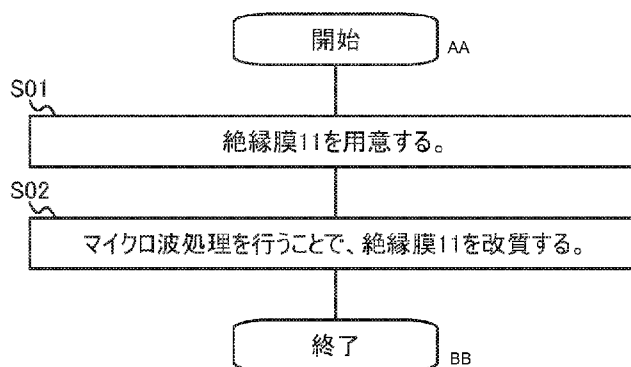 開始
AA
S01
絶縁膜11を用意する。
S02
マイクロ波処理を行うことで、絶縁膜11を改質する。
終了
BB